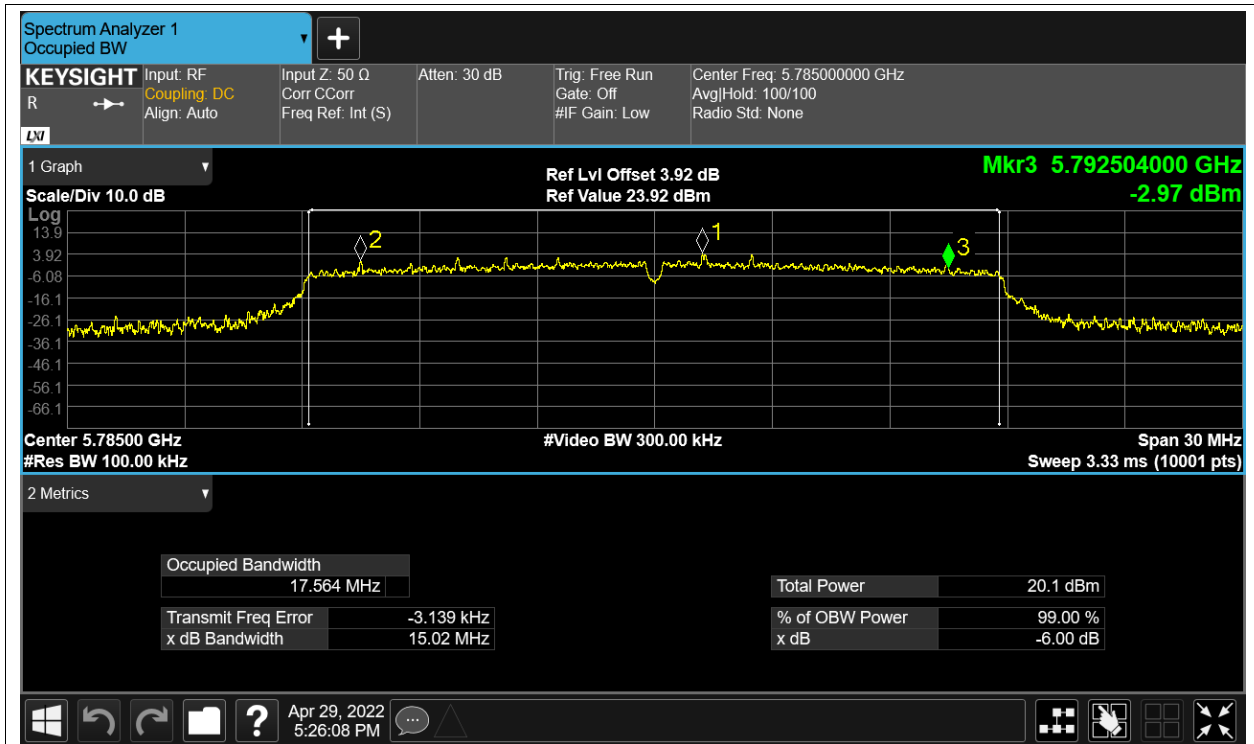 Spectrum Analyzer 1
Occupied BW
KEYSIGHT
R
LXI
Input: RF
Coupling: DC
Align: Auto
Input Z: 50 Ω
Corr CCorr
Freq Ref: Int (S)
Atten: 30 dB
Trig: Free Run
Gate: Off
#IF Gain: Low
Center Freq: 5.785000000 GHz
Avg|Hold: 100/100
Radio Std: None
1 Graph
Scale/Div 10.0 dB
Ref Lvl Offset 3.92 dB
Ref Value 23.92 dBm
Mkr3 5.792504000 GHz
-2.97 dBm
Log
13.9
3.92
-6.08
-16.1
-26.1
-36.1
-46.1
-56.1
-66.1
2
1
3
Center 5.78500 GHz
#Res BW 100.00 kHz
#Video BW 300.00 kHz
Span 30 MHz
Sweep 3.33 ms (10001 pts)
2 Metrics
Occupied Bandwidth
17.564 MHz
Transmit Freq Error -3.139 kHz
x dB Bandwidth 15.02 MHz
Total Power 20.1 dBm
% of OBW Power 99.00 %
x dB -6.00 dB
?
Apr 29, 2022
5:26:08 PM